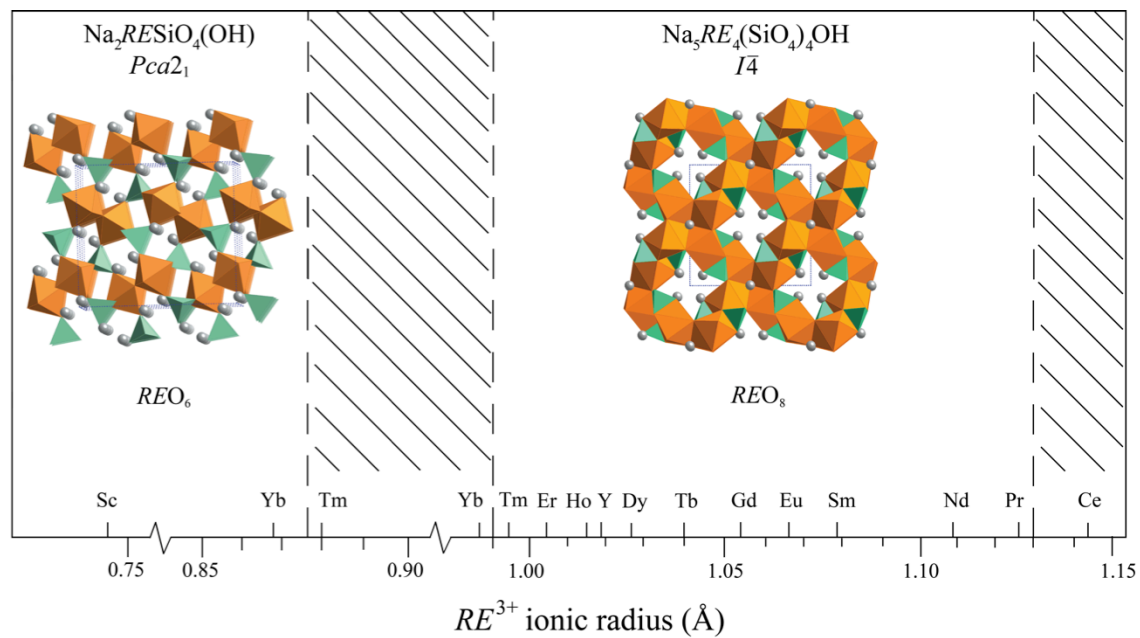 Na₂RESiO₄(OH)
Pca2₁
Na₅RE₄(SiO₄)₄OH
I4̅
REO₆
REO₈
Sc Yb Tm Yb Tm Er Ho Y Dy Tb Gd Eu Sm Nd Pr Ce
0.75 0.85 0.90 1.00 1.05 1.10 1.15
RE³⁺ ionic radius (Å)